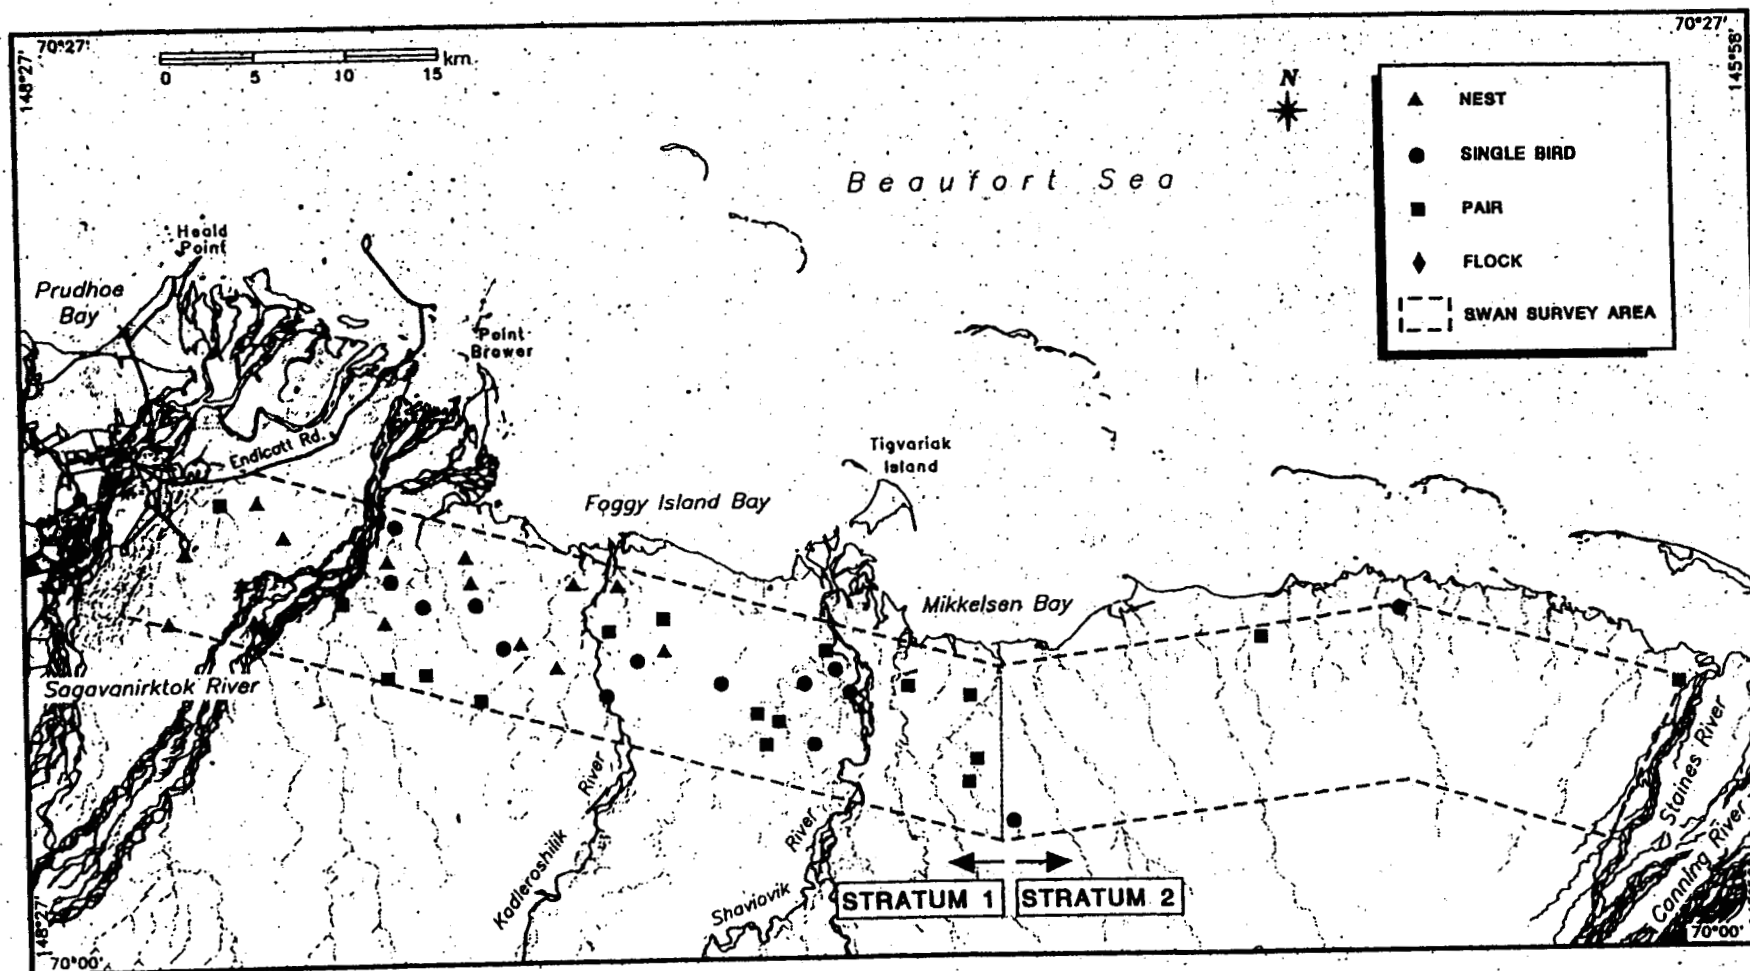 70°27'
70°27'
148°27'
145°58'
km
0 5 10 15
N
NEST
SINGLE BIRD
PAIR
FLOCK
SWAN SURVEY AREA
Beaufort Sea
Heald
Point
Prudhoe
Bay
Point
Brower
Endicott Rd.
Tigvariak
Island
Foggy Island Bay
Mikkelsen Bay
Sagavanirktok River
Kadleroshilik
River
Shaviovik
River
Staines River
Canning River
STRATUM 1
STRATUM 2
148°27'
70°00'
70°00'